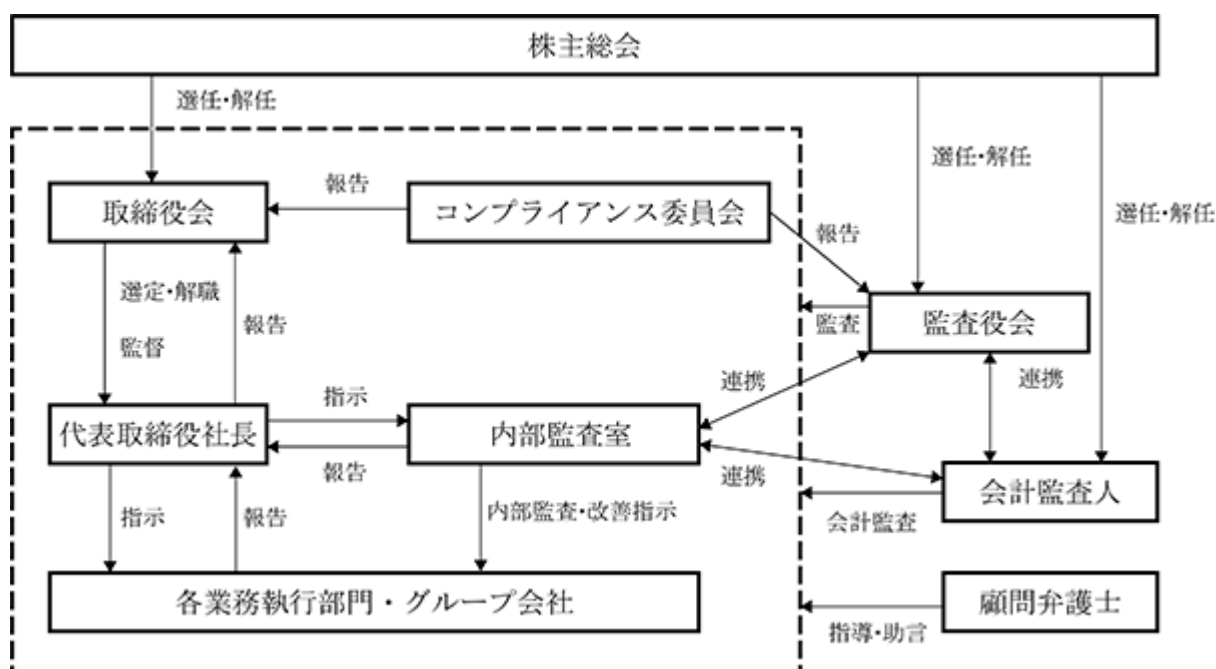 株主総会
選任・解任
選任・解任
選任・解任
取締役会
報告
コンプライアンス委員会
報告
選定・解職
監督
報告
監査
監査役会
連携
連携
代表取締役社長
指示
報告
内部監査室
連携
会計監査人
指示
報告
内部監査・改善指示
会計監査
各業務執行部門・グループ会社
顧問弁護士
指導・助言